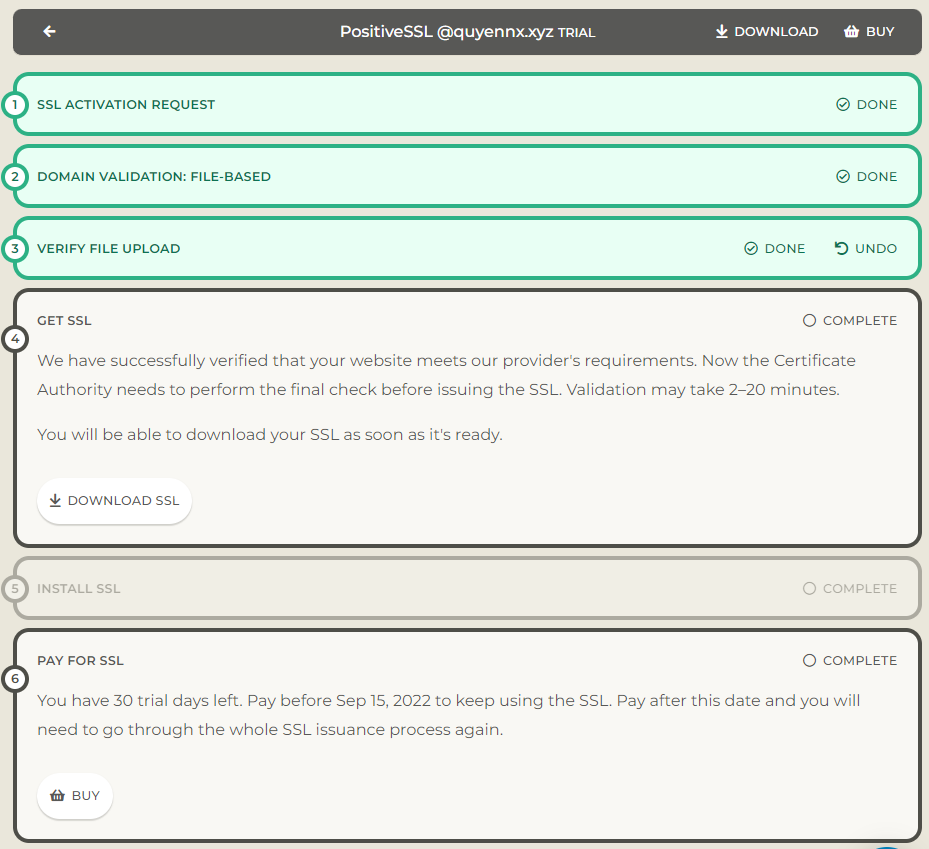 PositiveSSL @quyennx.xyz TRIAL DOWNLOAD BUY
1 SSL ACTIVATION REQUEST DONE
2 DOMAIN VALIDATION: FILE-BASED DONE
3 VERIFY FILE UPLOAD DONE UNDO
GET SSL COMPLETE
4
We have successfully verified that your website meets our provider's requirements. Now the Certificate
Authority needs to perform the final check before issuing the SSL. Validation may take 2–20 minutes.
You will be able to download your SSL as soon as it's ready.
DOWNLOAD SSL
5 INSTALL SSL COMPLETE
PAY FOR SSL COMPLETE
6
You have 30 trial days left. Pay before Sep 15, 2022 to keep using the SSL. Pay after this date and you will
need to go through the whole SSL issuance process again.
BUY